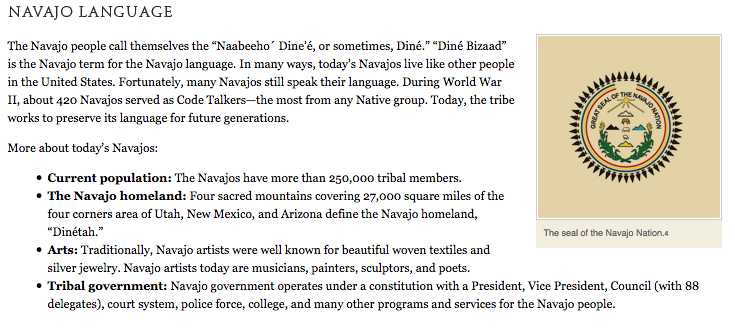 NAVAJO LANGUAGE
The Navajo people call themselves the “Naabeeho´ Dine’é, or sometimes, Diné.” “Diné Bizaad”
is the Navajo term for the Navajo language. In many ways, today’s Navajos live like other people
in the United States. Fortunately, many Navajos still speak their language. During World War
II, about 420 Navajos served as Code Talkers—the most from any Native group. Today, the tribe
works to preserve its language for future generations.
More about today’s Navajos:
• Current population: The Navajos have more than 250,000 tribal members.
• The Navajo homeland: Four sacred mountains covering 27,000 square miles of the
four corners area of Utah, New Mexico, and Arizona define the Navajo homeland,
“Dinétah.”
• Arts: Traditionally, Navajo artists were well known for beautiful woven textiles and
silver jewelry. Navajo artists today are musicians, painters, sculptors, and poets.
• Tribal government: Navajo government operates under a constitution with a President, Vice President, Council (with 88
delegates), court system, police force, college, and many other programs and services for the Navajo people.
GREAT SEAL OF THE NAVAJO NATION
The seal of the Navajo Nation.4